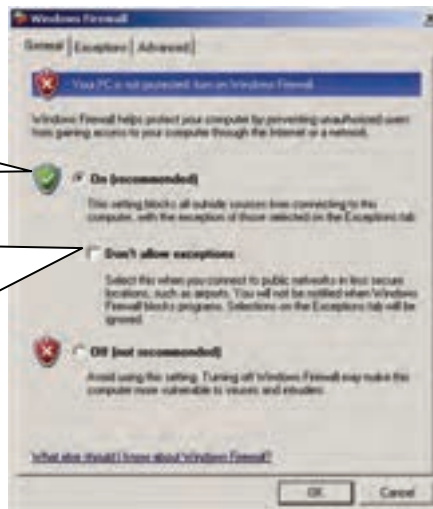 Windows Firewall
General Exceptions Advanced
Your PC is not protected: turn on Windows Firewall
Windows Firewall helps protect your computer by preventing unauthorized users
from gaining access to your computer through the Internet or a network.
On (recommended)
This setting blocks all outside sources from connecting to this
computer, with the exception of those selected on the Exceptions tab.
Don't allow exceptions
Select this when you connect to public networks in less secure
locations, such as airports. You will not be notified when Windows
Firewall blocks programs. Selections on the Exceptions tab will be
ignored.
Off (not recommended)
Avoid using this setting. Turning off Windows Firewall may make this
computer more vulnerable to viruses and intruders.
What else should I know about Windows Firewall?
OK Cancel